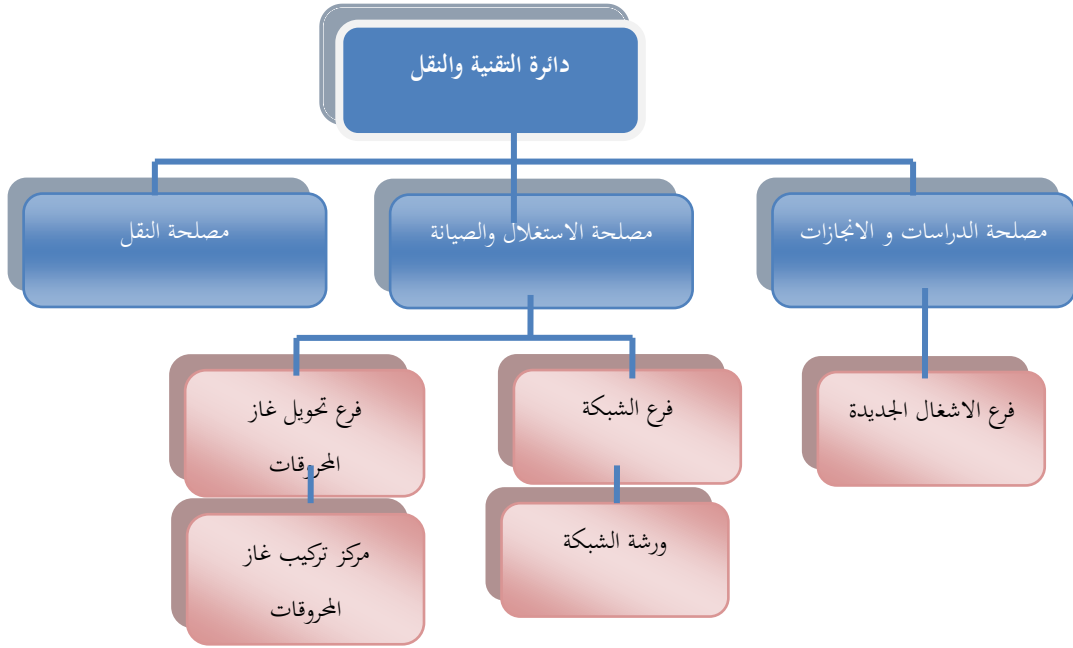 دائرة التقنية والنقل
مصلحة الدراسات و الانجازات
مصلحة الاستغلال والصيانة
مصلحة النقل
فرع الاشغال الجديدة
فرع الشبكة
فرع تحويل غاز
المحروقات
ورشة الشبكة
مركز تركيب غاز
المحروقات